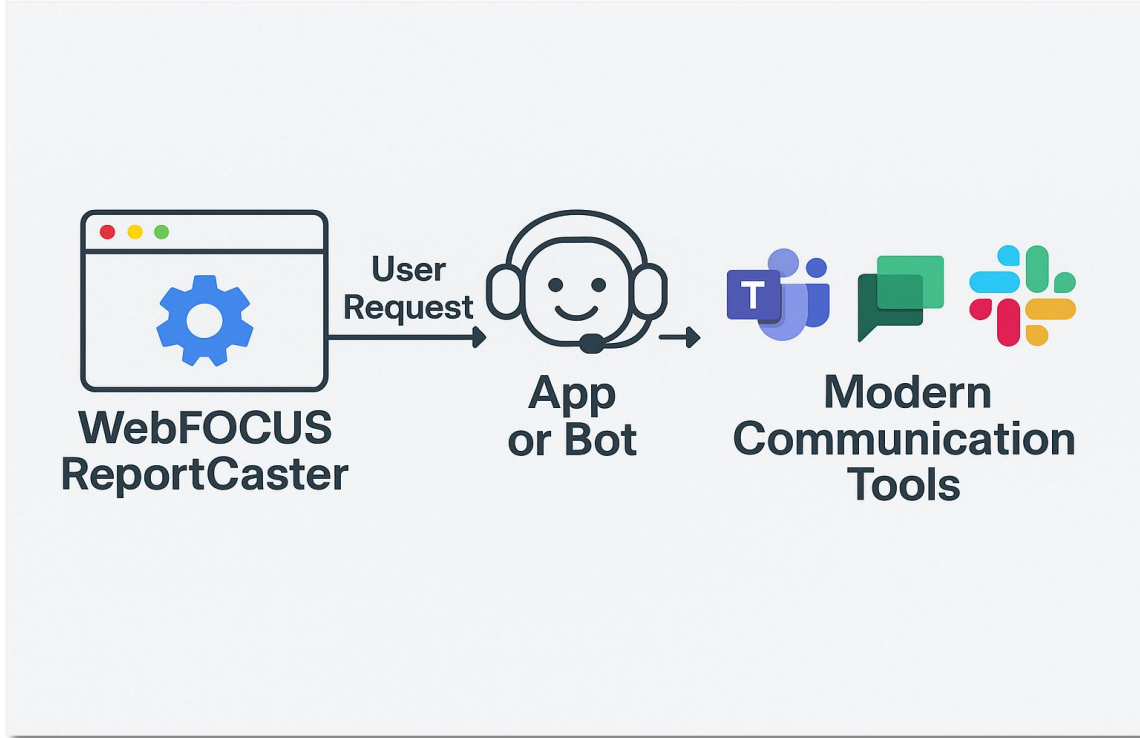 User
Request
T
WebFOCUS
ReportCaster
App
or Bot
Modern
Communication
Tools